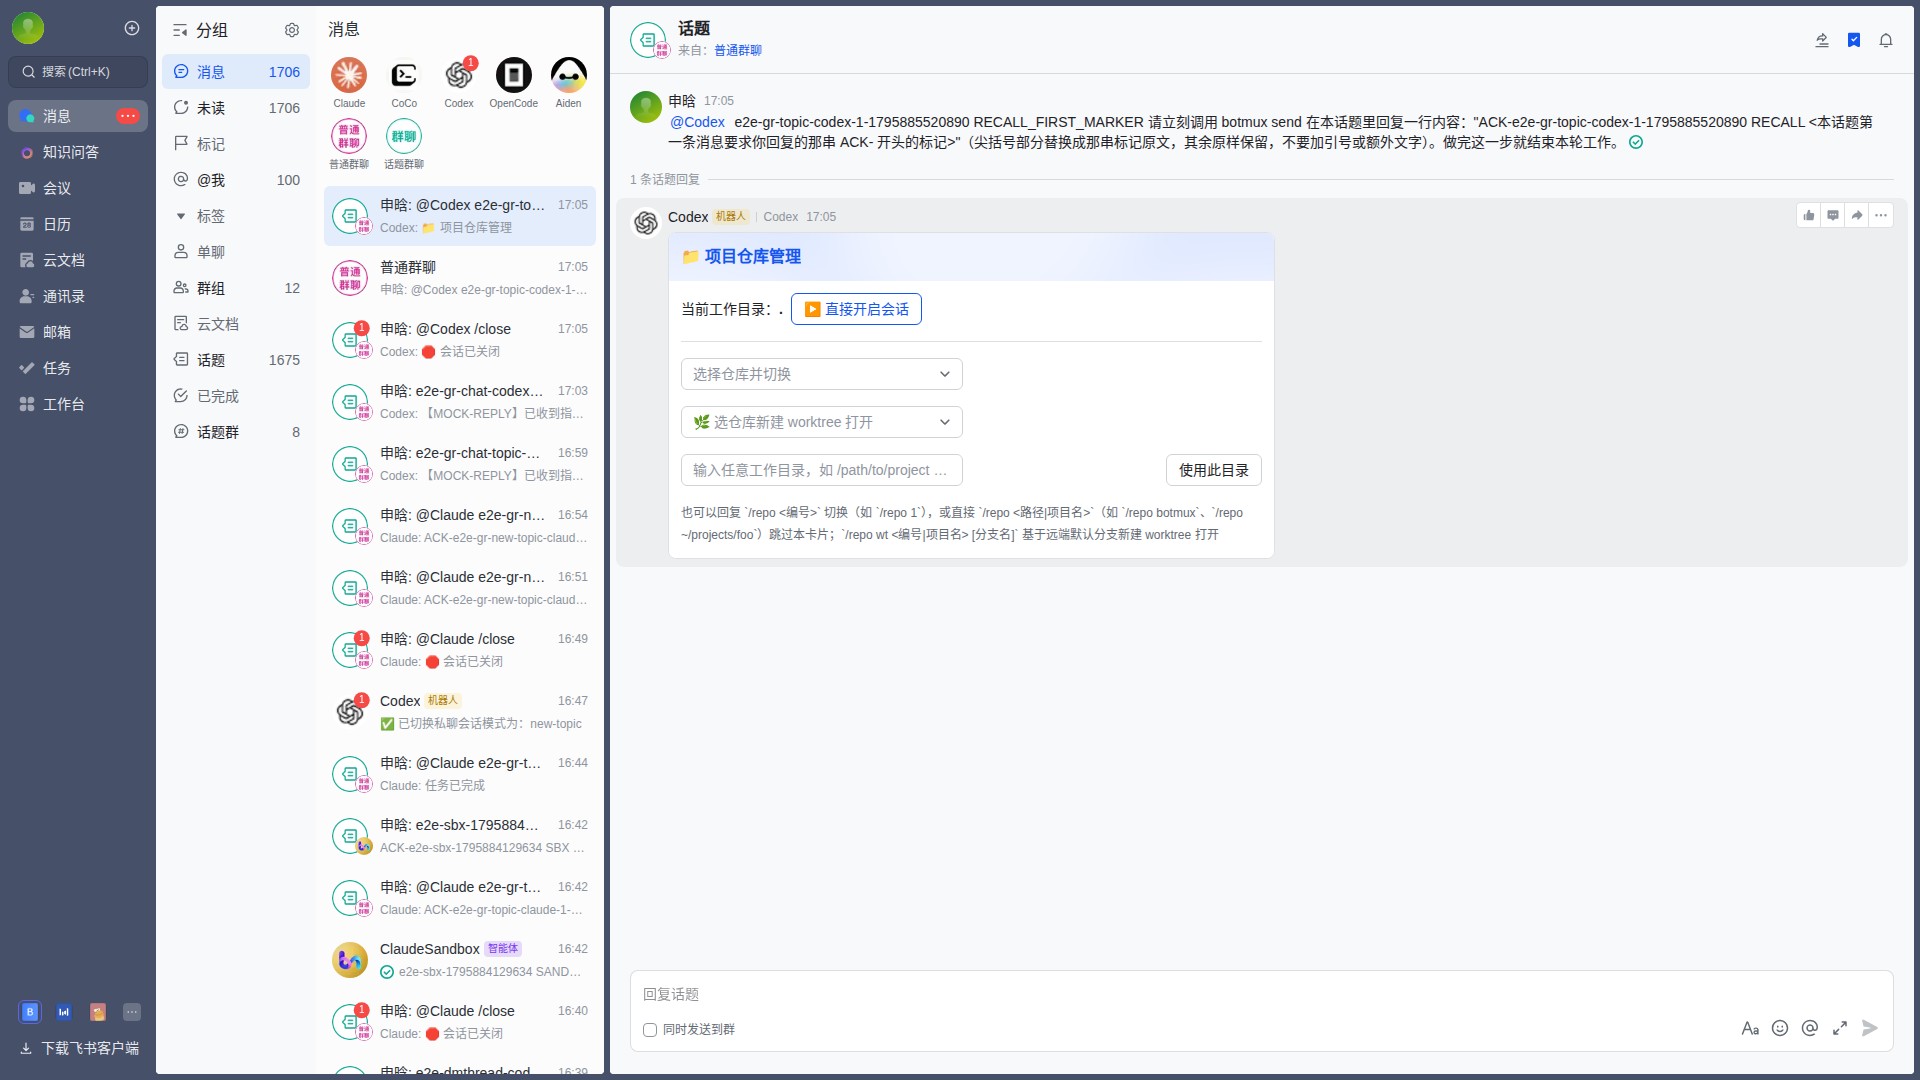 搜索 (Ctrl+K)
消息
知识问答
会议
日历
云文档
通讯录
邮箱
任务
工作台
下载飞书客户端
分组
消息 1706
未读 1706
标记
@我 100
标签
单聊
群组 12
云文档
话题 1675
已完成
话题群 8
消息
1
Claude CoCo Codex OpenCode Aiden
普通群聊 群聊
普通群聊 话题群聊
申晗: @Codex e2e-gr-to… 17:05
Codex: 📁 项目仓库管理
普通群聊 17:05
申晗: @Codex e2e-gr-topic-codex-1-…
1
申晗: @Codex /close 17:05
Codex: 🛑 会话已关闭
申晗: e2e-gr-chat-codex… 17:03
Codex: 【MOCK-REPLY】已收到指…
申晗: e2e-gr-chat-topic-… 16:59
Codex: 【MOCK-REPLY】已收到指…
申晗: @Claude e2e-gr-n… 16:54
Claude: ACK-e2e-gr-new-topic-claud…
申晗: @Claude e2e-gr-n… 16:51
Claude: ACK-e2e-gr-new-topic-claud…
1
申晗: @Claude /close 16:49
Claude: 🛑 会话已关闭
1
Codex 机器人 16:47
✅ 已切换私聊会话模式为：new-topic
申晗: @Claude e2e-gr-t… 16:44
Claude: 任务已完成
申晗: e2e-sbx-1795884… 16:42
ACK-e2e-sbx-1795884129634 SBX …
申晗: @Claude e2e-gr-t… 16:42
Claude: ACK-e2e-gr-topic-claude-1-…
ClaudeSandbox 智能体 16:42
e2e-sbx-1795884129634 SAND…
1
申晗: @Claude /close 16:40
Claude: 🛑 会话已关闭
申晗: e2e-dmthread-cod… 16:39
话题
来自：普通群聊
申晗 17:05
@Codex e2e-gr-topic-codex-1-1795885520890 RECALL_FIRST_MARKER 请立刻调用 botmux send 在本话题里回复一行内容："ACK-e2e-gr-topic-codex-1-1795885520890 RECALL <本话题第
一条消息要求你回复的那串 ACK- 开头的标记>"（尖括号部分替换成那串标记原文，其余原样保留，不要加引号或额外文字）。做完这一步就结束本轮工作。
1 条话题回复
Codex 机器人 | Codex 17:05
📁 项目仓库管理
当前工作目录：. ▶️ 直接开启会话
选择仓库并切换
🌿 选仓库新建 worktree 打开
输入任意工作目录，如 /path/to/project … 使用此目录
也可以回复 `/repo <编号>` 切换（如 `/repo 1`），或直接 `/repo <路径|项目名>`（如 `/repo botmux`、`/repo
~/projects/foo`）跳过本卡片；`/repo wt <编号|项目名> [分支名]` 基于远端默认分支新建 worktree 打开
回复话题
同时发送到群